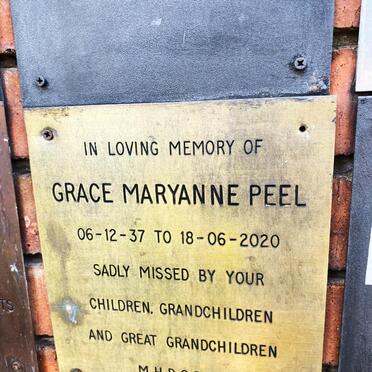 IN LOVING MEMORY OF
GRACE MARYANNE PEEL
06-12-37 TO 18-06-2020
SADLY MISSED BY YOUR
CHILDREN, GRANDCHILDREN
AND GREAT GRANDCHILDREN